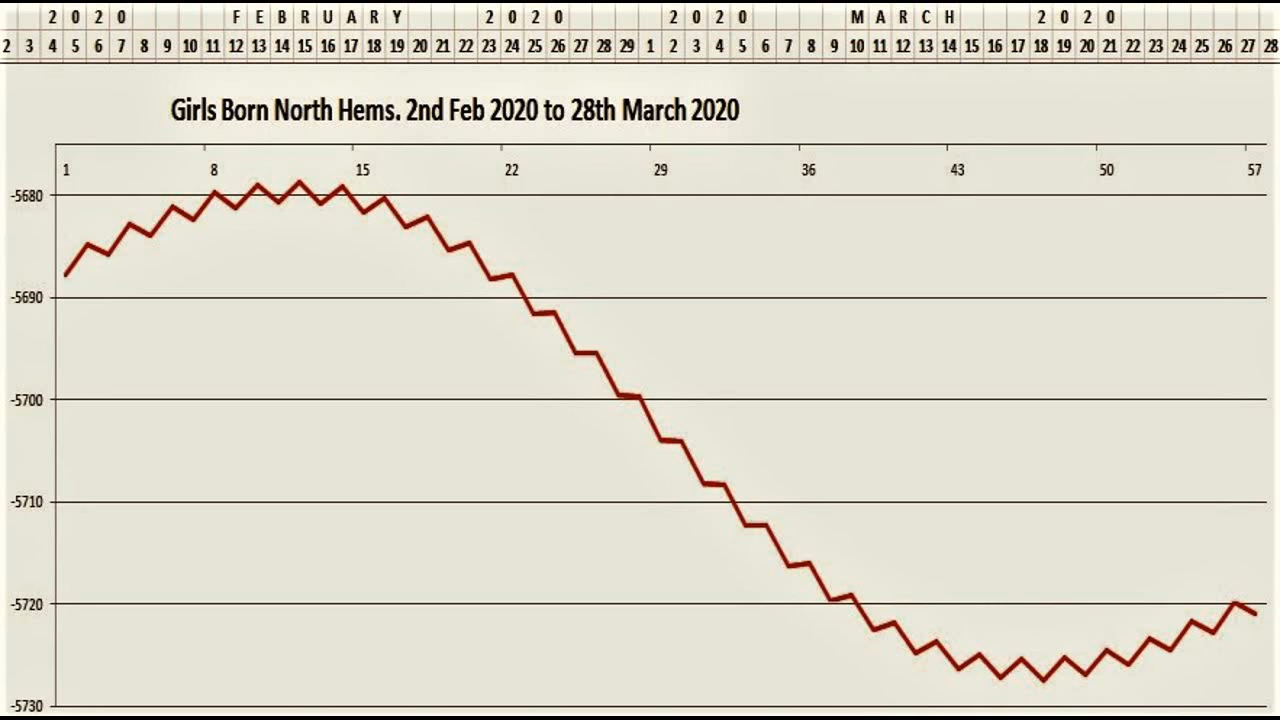 2 0 2 0 F E B R U A R Y 2 0 2 0 2 0 2 0 M A R C H 2 0 2 0
2 3 4 5 6 7 8 9 10 11 12 13 14 15 16 17 18 19 20 21 22 23 24 25 26 27 28 29 1 2 3 4 5 6 7 8 9 10 11 12 13 14 15 16 17 18 19 20 21 22 23 24 25 26 27 28
Girls Born North Hems. 2nd Feb 2020 to 28th March 2020
1 8 15 22 29 36 43 50 57
-5680
-5690
-5700
-5710
-5720
-5730